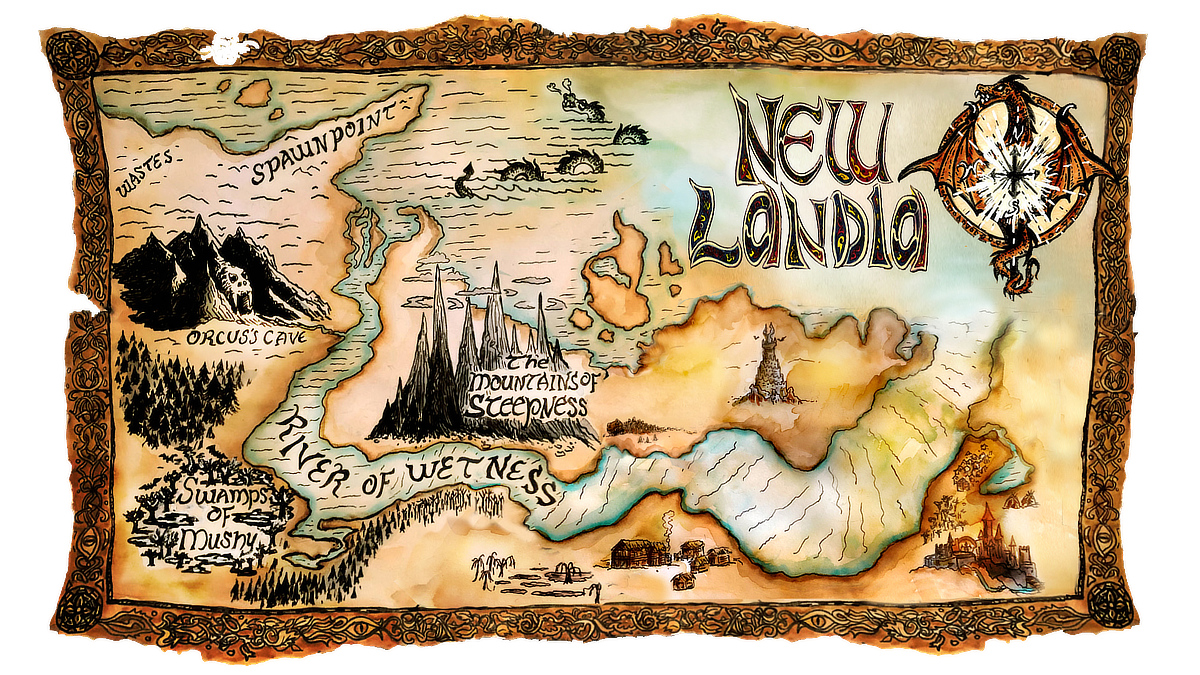 NEW
LANDIA
N
W
S
WASTES
SPAWNPOINT
ORCUS'S CAVE
The
MOUNTAINS OF
STEEPNESS
RIVER OF WETNESS
SWAMPS
OF
MUSHY